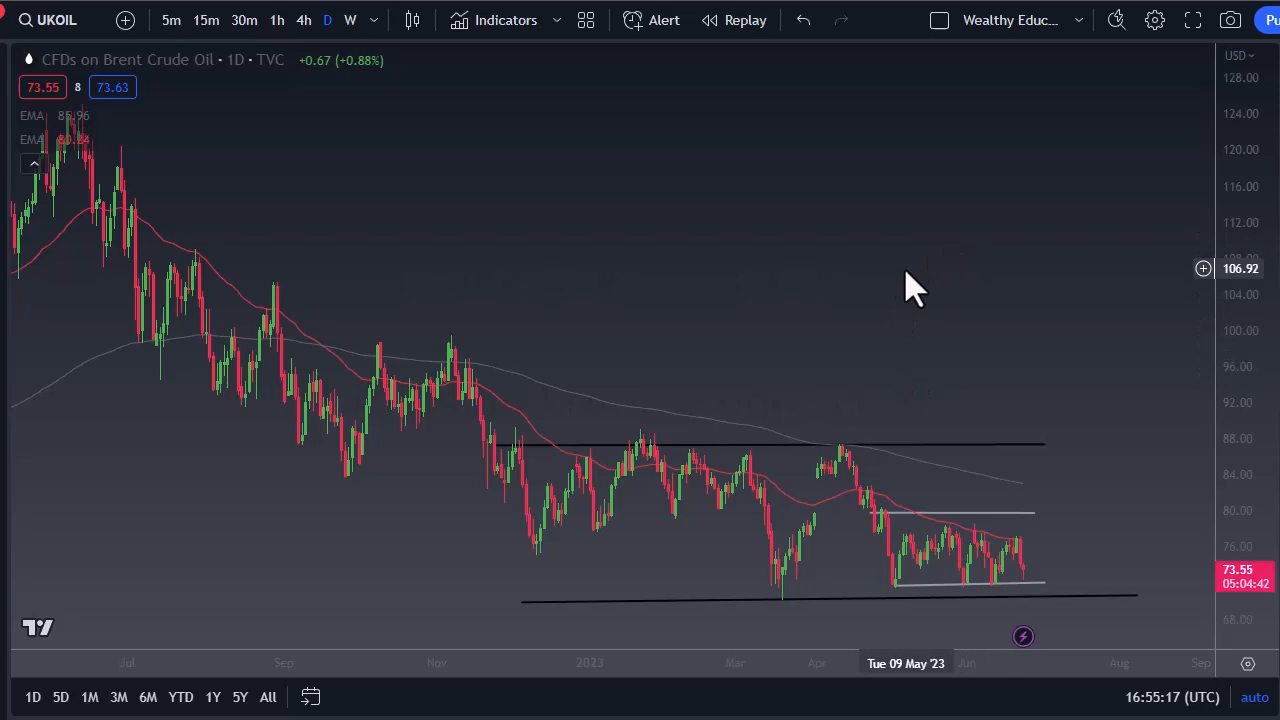 UKOIL 5m 15m 30m 1h 4h D W Indicators Alert Replay Wealthy Educ...
CFDs on Brent Crude Oil · 1D · TVC +0.67 (+0.88%)
73.55 8 73.63
EMA
EMA
USD
128.00
124.00
120.00
116.00
112.00
106.92
104.00
100.00
96.00
92.00
88.00
84.00
80.00
76.00
73.55
05:04:42
68.00
Jul Sep Nov 2023 Mar Apr Tue 09 May '23 Jun Aug Sep
1D 5D 1M 3M 6M YTD 1Y 5Y All 16:55:17 (UTC) auto